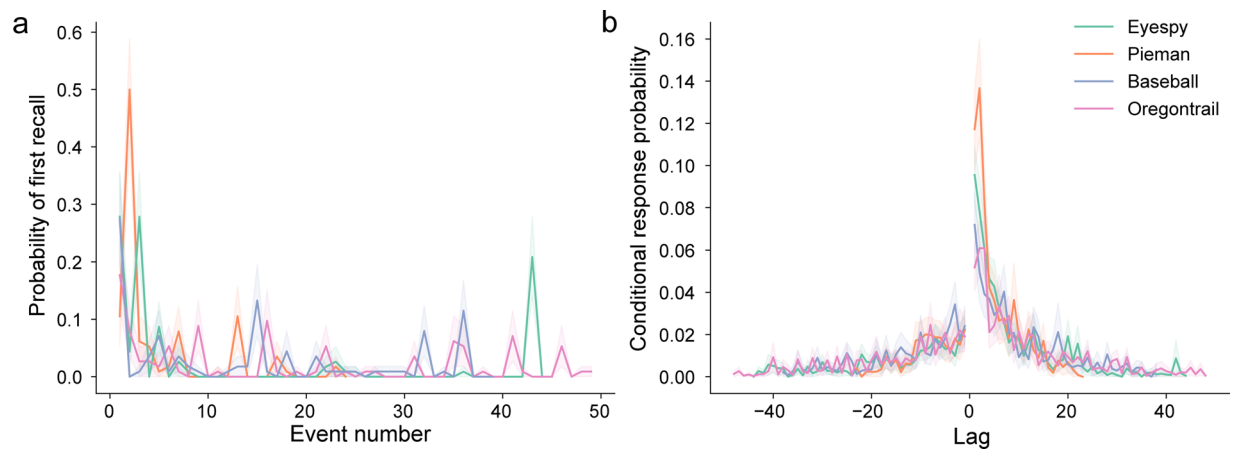 a
Probability of first recall
0.6
0.5
0.4
0.3
0.2
0.1
0.0
0
10
20
30
40
50
Event number
b
Conditional response probability
0.16
0.14
0.12
0.10
0.08
0.06
0.04
0.02
0.00
−40
−20
0
20
40
Lag
Eyespy
Pieman
Baseball
Oregontrail